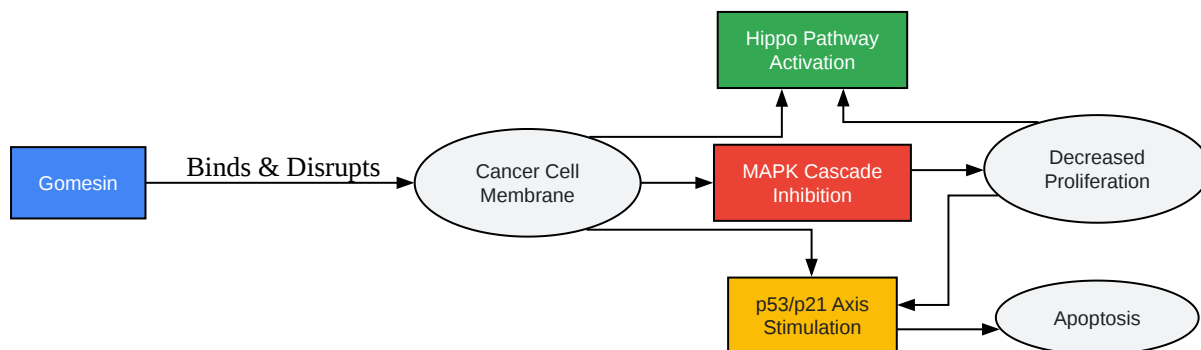 Hippo Pathway
Activation
Gomesin
Binds & Disrupts
Cancer Cell
Membrane
MAPK Cascade
Inhibition
Decreased
Proliferation
p53/p21 Axis
Stimulation
Apoptosis